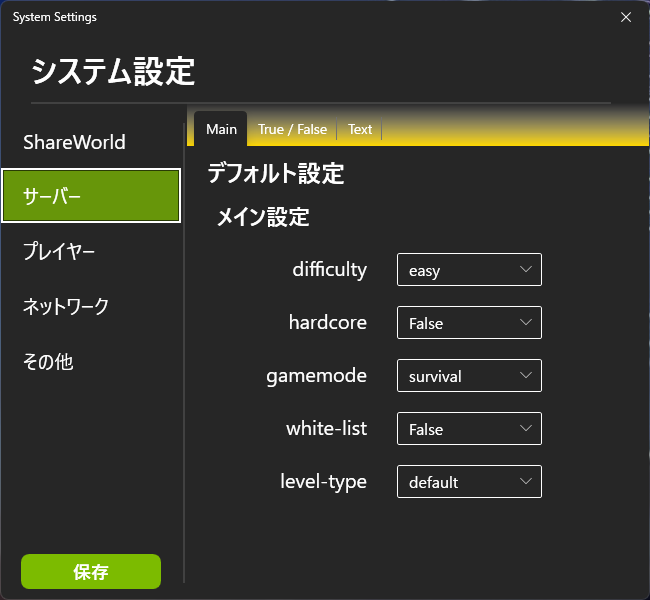 System Settings
システム設定
ShareWorld
サーバー
プレイヤー
ネットワーク
その他
保存
Main
True / False
Text
デフォルト設定
メイン設定
difficulty easy
hardcore False
gamemode survival
white-list False
level-type default